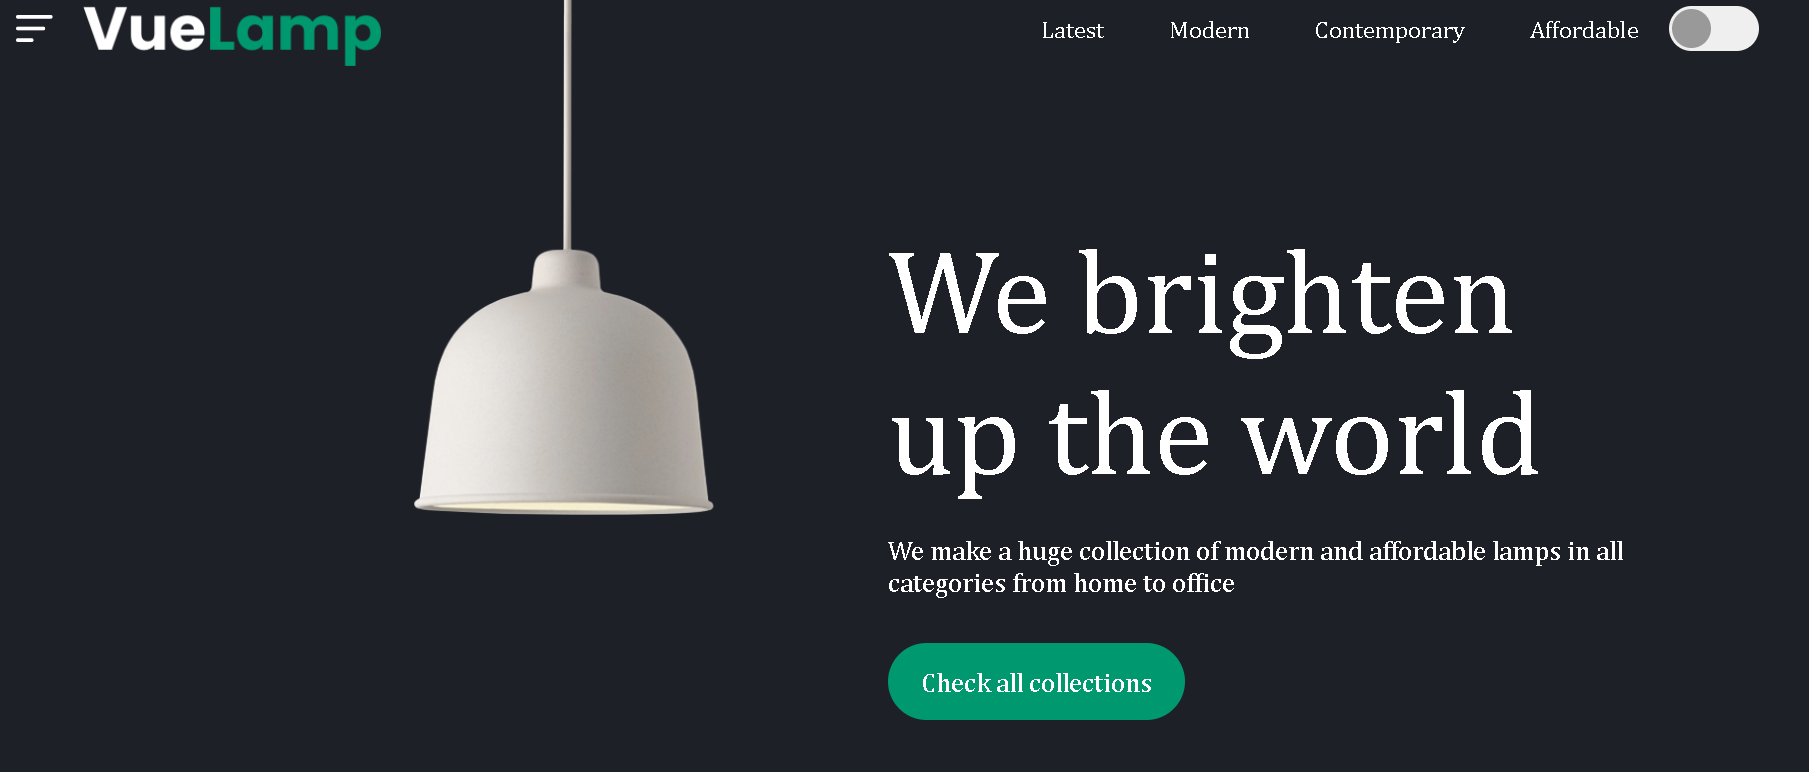 VueLamp
Latest Modern Contemporary Affordable
We brighten
up the world
We make a huge collection of modern and affordable lamps in all
categories from home to office
Check all collections